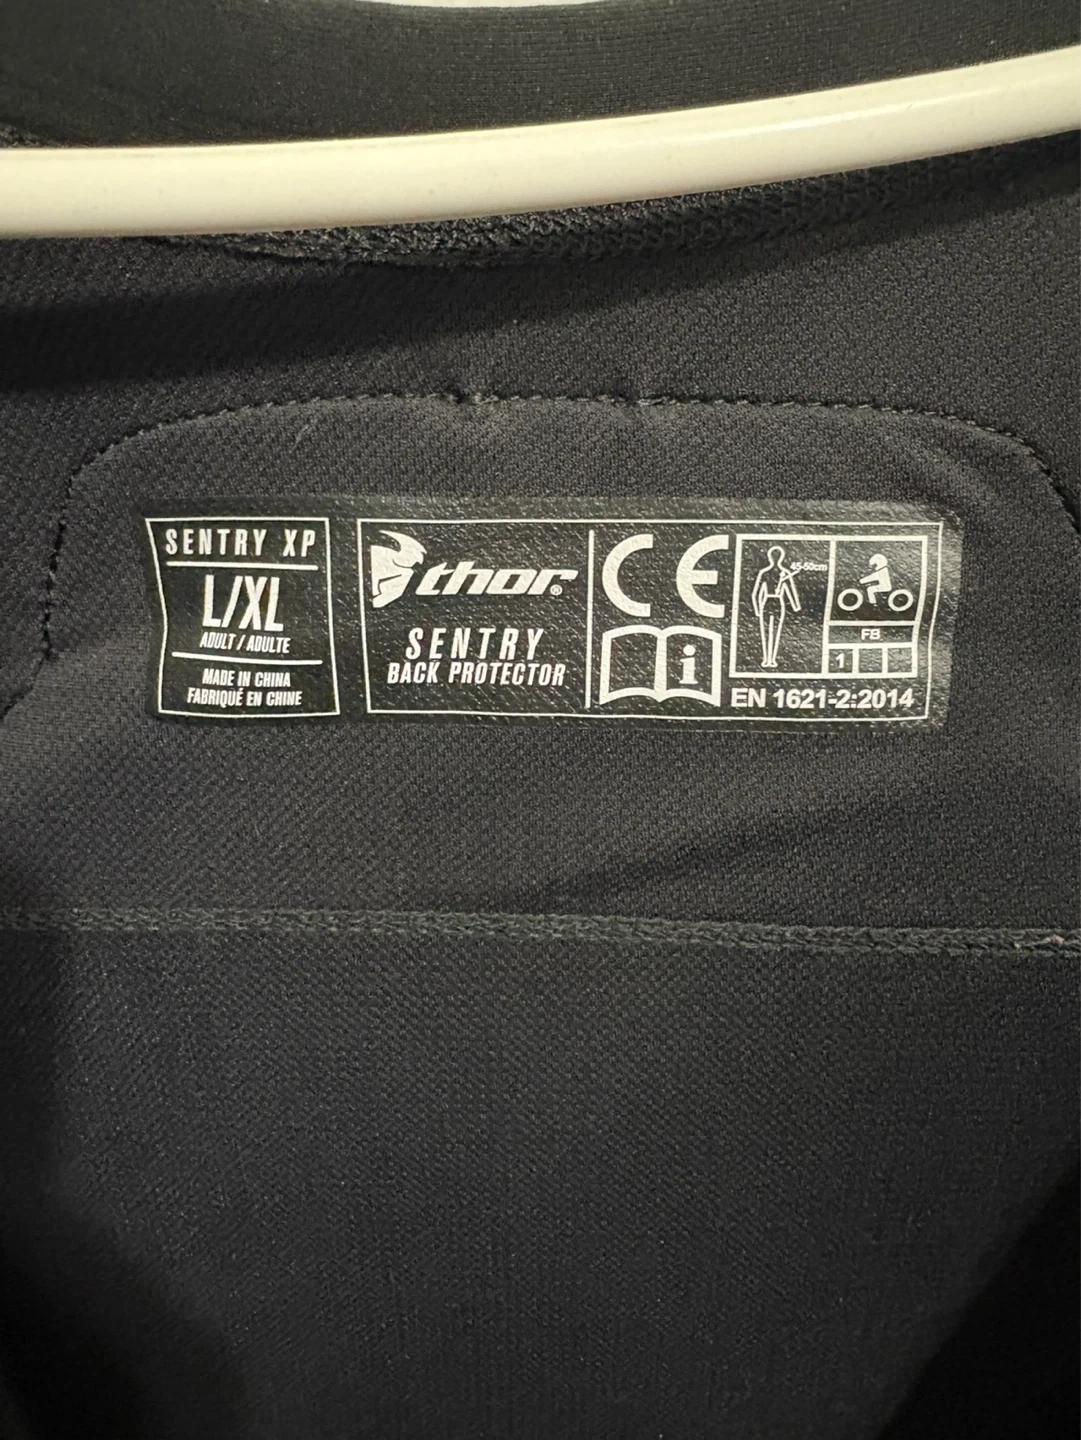 SENTRY XP
L/XL
ADULT / ADULTE
MADE IN CHINA
FABRIQUÉ EN CHINE
thor®
SENTRY
BACK PROTECTOR
CE
i
45-50cm
FB
1
EN 1621-2:2014